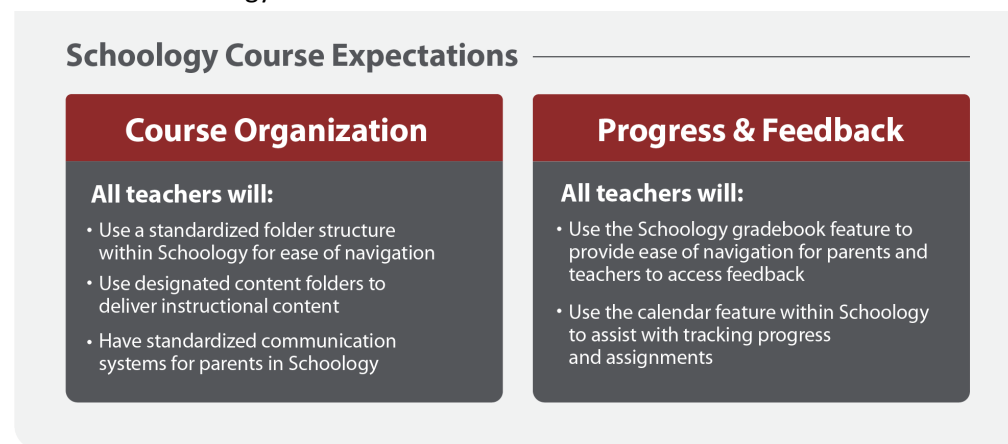 Schoology Course Expectations
Course Organization
All teachers will:
• Use a standardized folder structure
within Schoology for ease of navigation
• Use designated content folders to
deliver instructional content
• Have standardized communication
systems for parents in Schoology
Progress & Feedback
All teachers will:
• Use the Schoology gradebook feature to
provide ease of navigation for parents and
teachers to access feedback
• Use the calendar feature within Schoology
to assist with tracking progress
and assignments